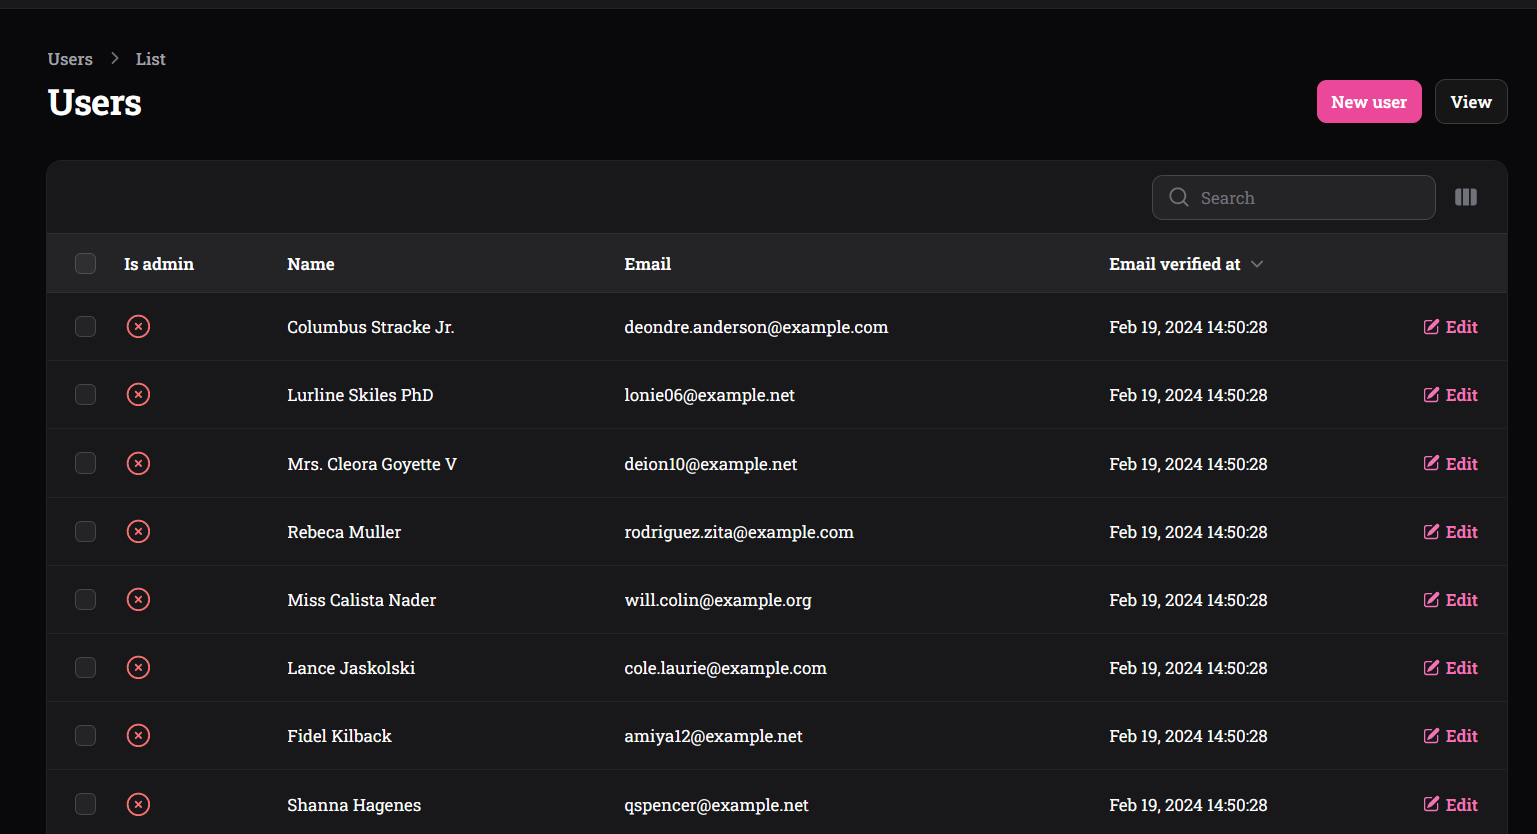 Users > List
Users
New user View
Search
Is admin Name Email Email verified at
Columbus Stracke Jr. deondre.anderson@example.com Feb 19, 2024 14:50:28 Edit
Lurline Skiles PhD lonie06@example.net Feb 19, 2024 14:50:28 Edit
Mrs. Cleora Goyette V deion10@example.net Feb 19, 2024 14:50:28 Edit
Rebeca Muller rodriguez.zita@example.com Feb 19, 2024 14:50:28 Edit
Miss Calista Nader will.colin@example.org Feb 19, 2024 14:50:28 Edit
Lance Jaskolski cole.laurie@example.com Feb 19, 2024 14:50:28 Edit
Fidel Kilback amiya12@example.net Feb 19, 2024 14:50:28 Edit
Shanna Hagenes qspencer@example.net Feb 19, 2024 14:50:28 Edit